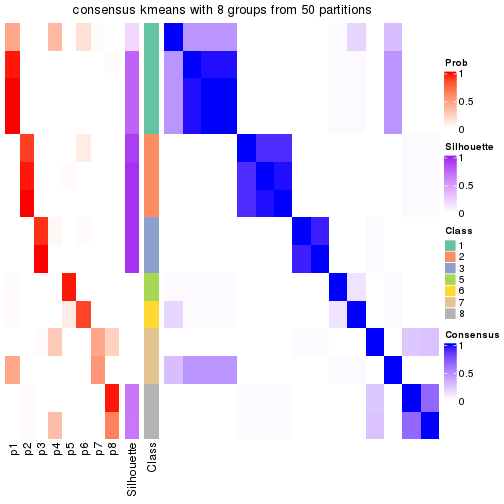 consensus kmeans with 8 groups from 50 partitions
Prob
1
0.5
0
Silhouette
1
0.5
0
Class
1
2
3
5
6
7
8
Consensus
1
0.5
0
p1
p2
p3
p4
p5
p6
p7
p8
Silhouette
Class